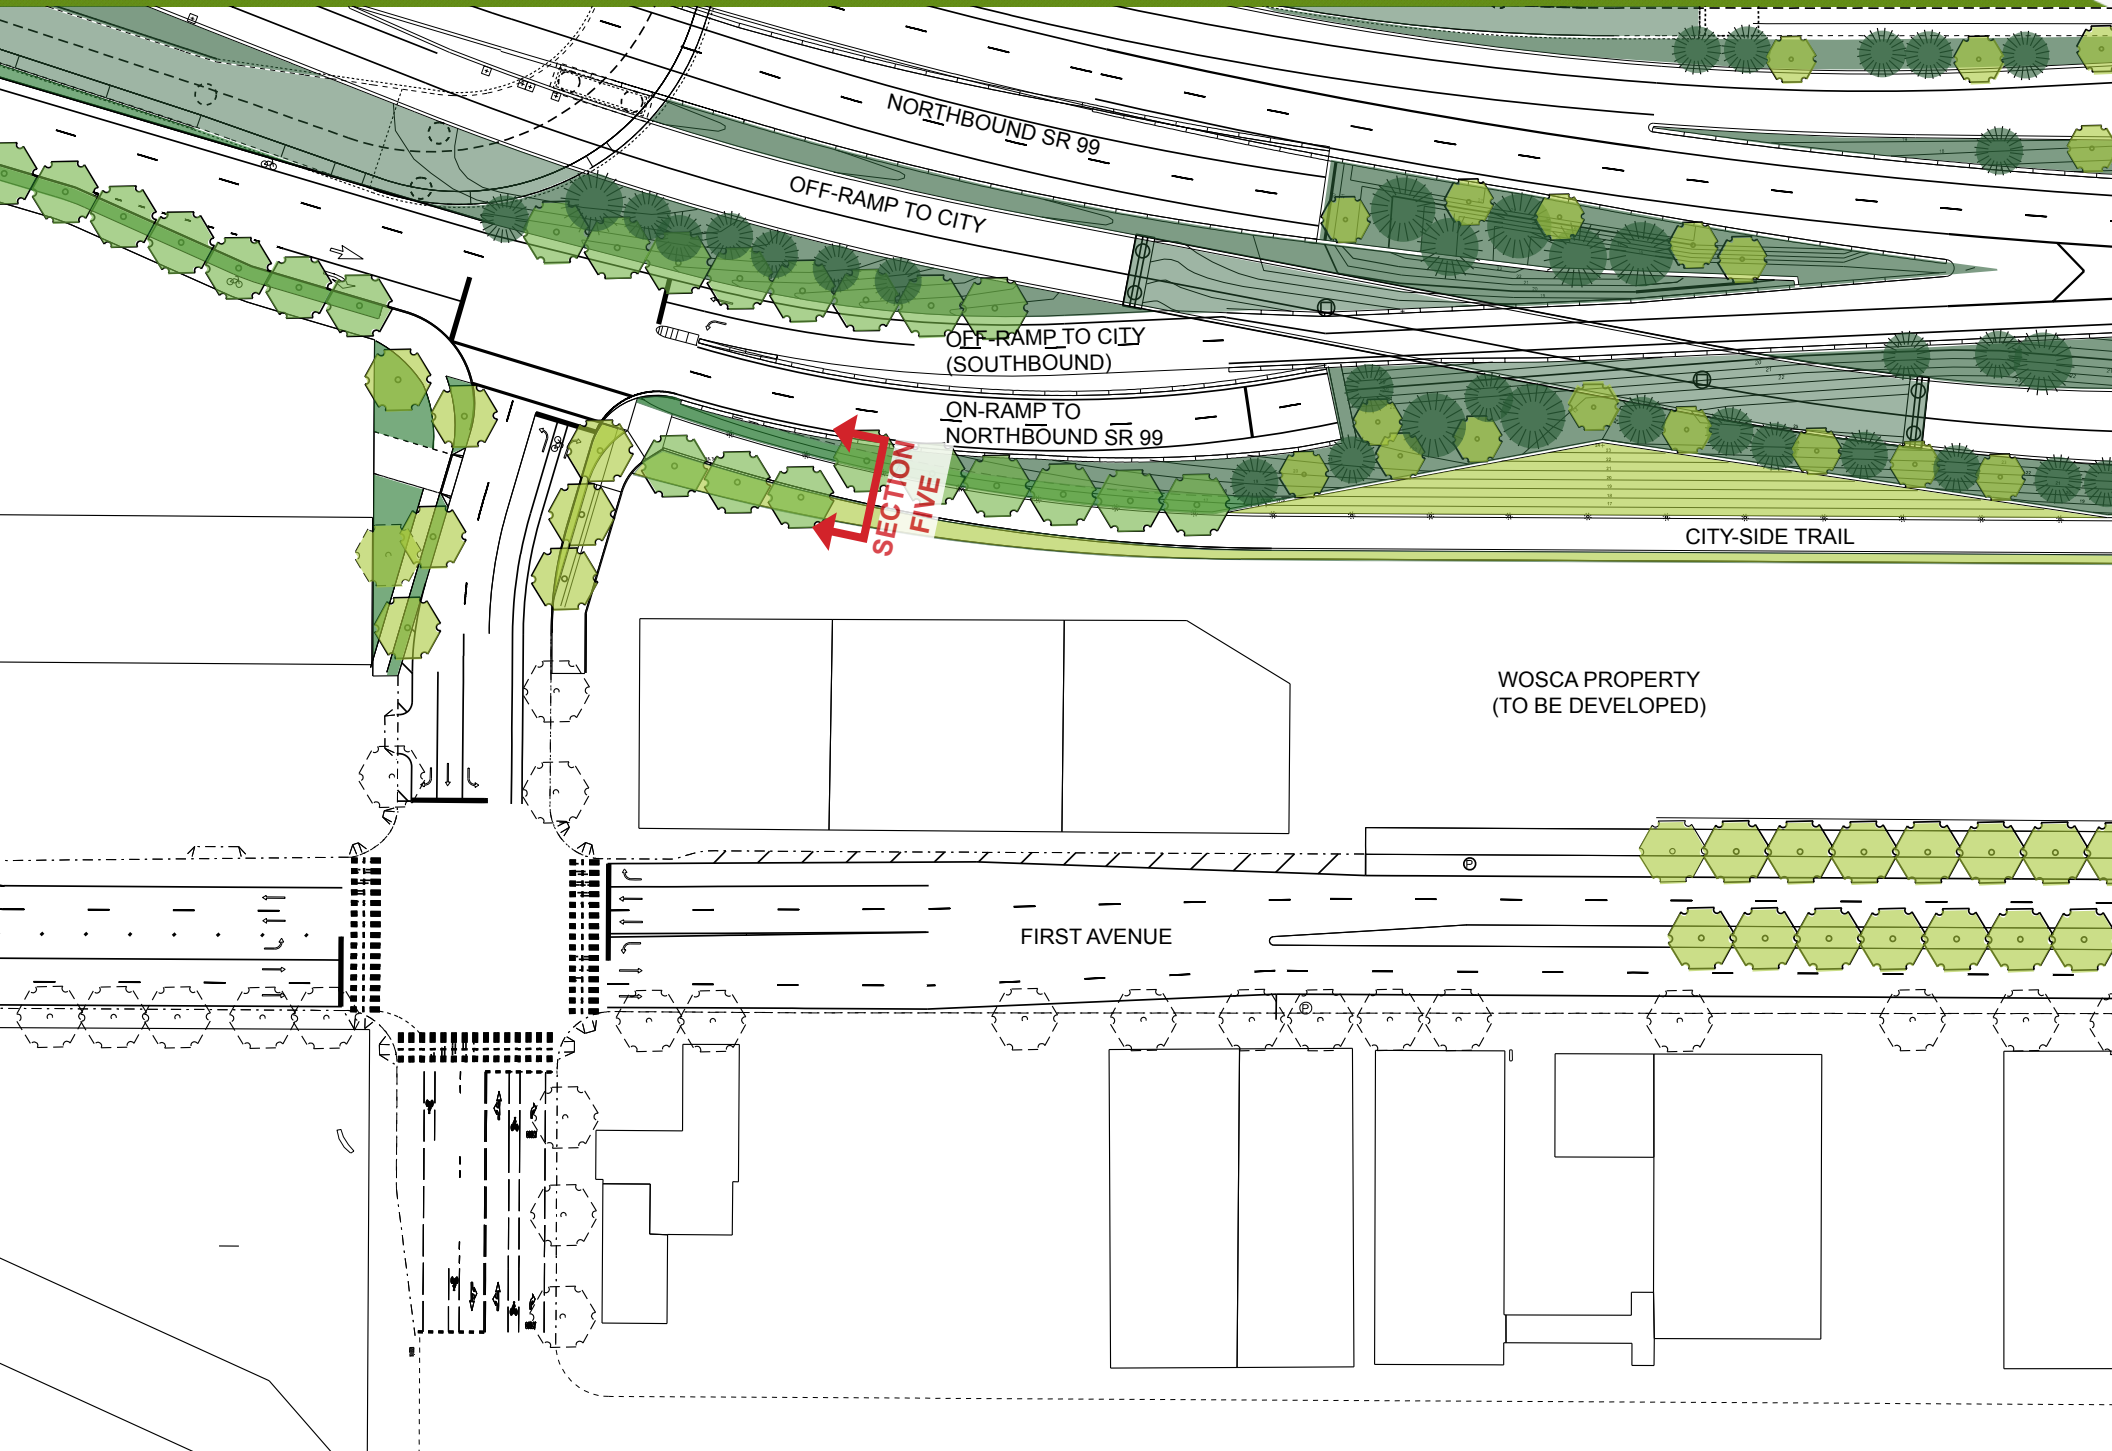 NORTHBOUND SR 99
OFF-RAMP TO CITY
OFF-RAMP TO CITY
(SOUTHBOUND)
ON-RAMP TO
NORTHBOUND SR 99
SECTION
FIVE
CITY-SIDE TRAIL
WOSCA PROPERTY
(TO BE DEVELOPED)
P
FIRST AVENUE
P